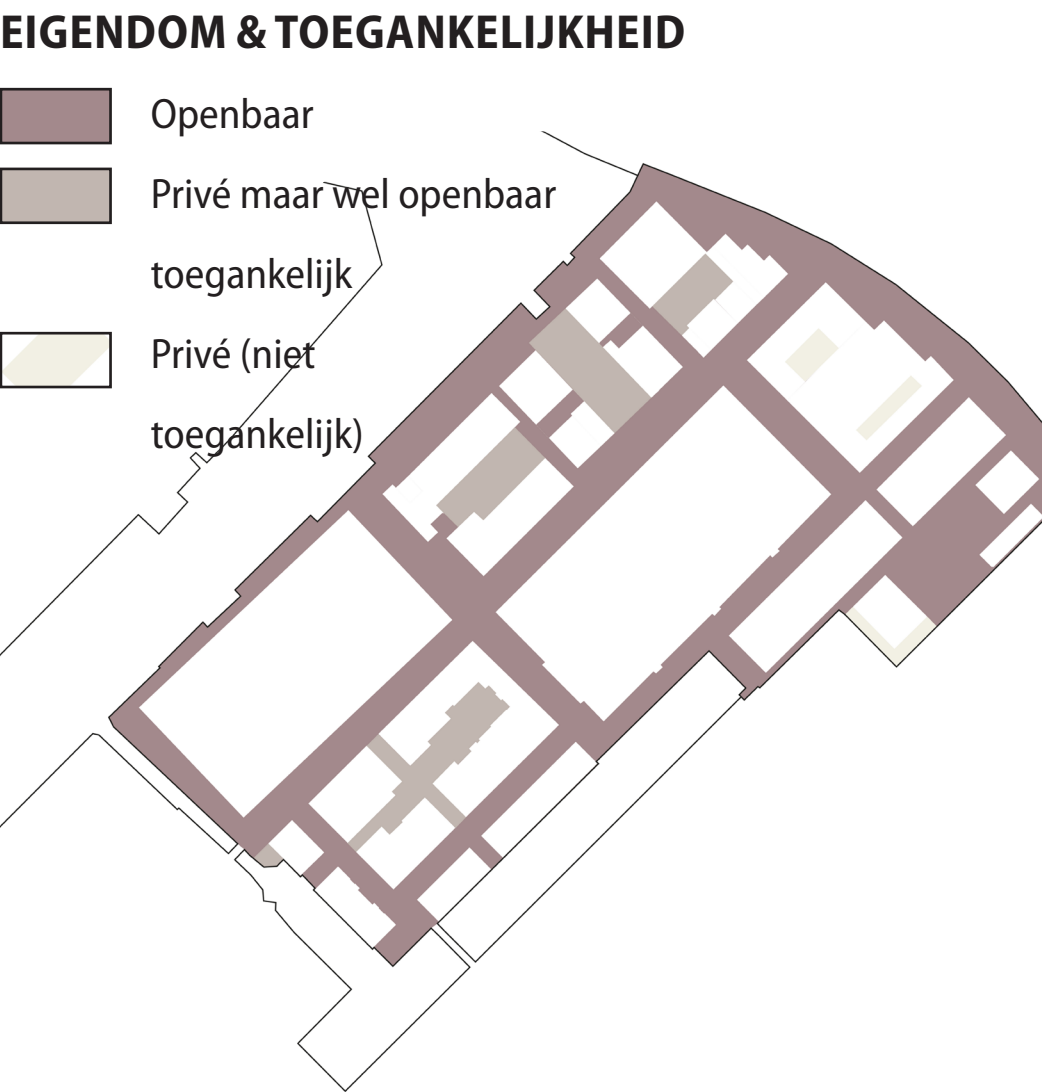 EIGENDOM & TOEGANKELIJKHEID
Openbaar
Privé maar wel openbaar
toegankelijk
Privé (niet
toegankelijk)